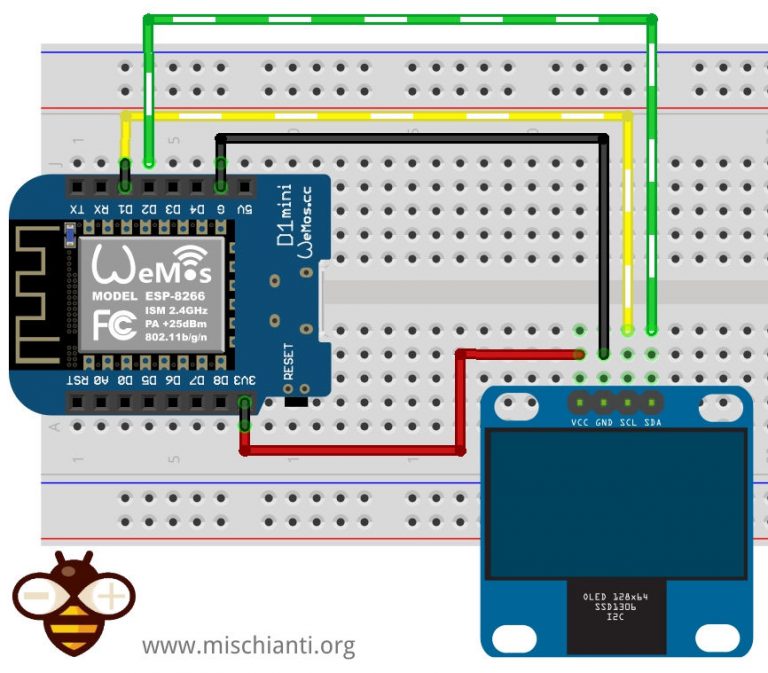 1
5
J
TX
RX
D1
D2
D3
D4
G
5V
D1 mini
WeMos.cc
WeMos
MODEL ESP-8266
FC
ISM 2.4GHz
PA +25dBm
802.11b/g/n
RESET
RST
A0
D0
D5
D6
D7
D8
3V3
A
1
5
VCC GND SCL SDA
OLED 128x64
SSD1306
I2C
www.mischianti.org